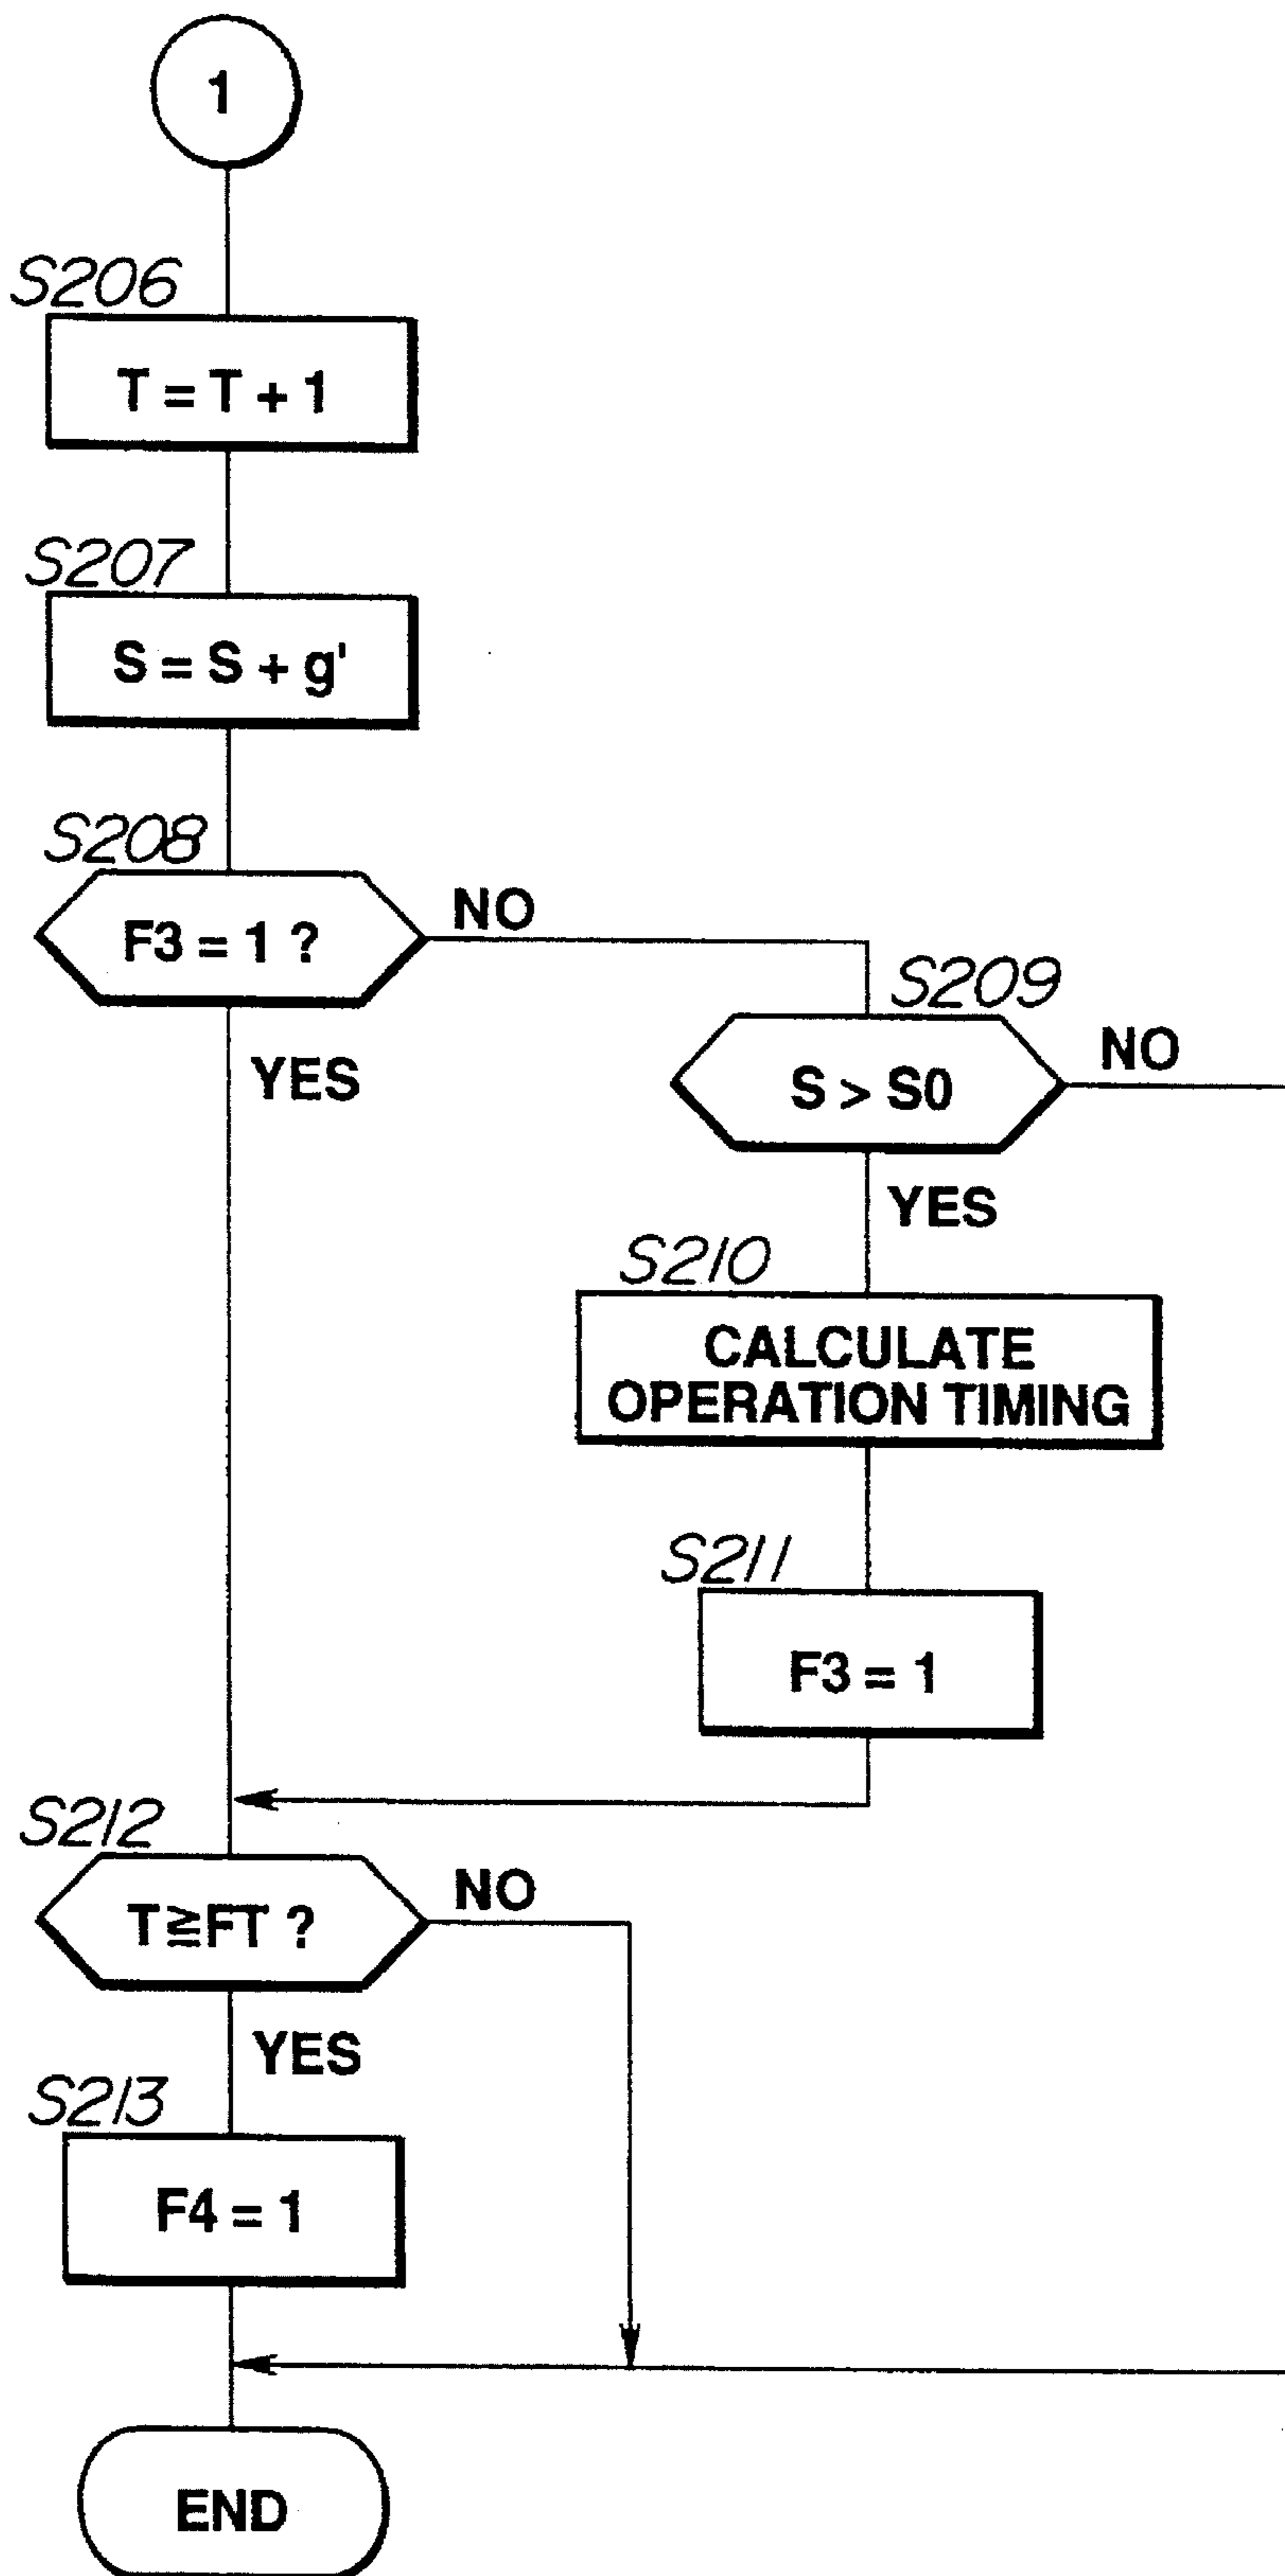 1
S206
T = T + 1
S207
S = S + g'
S208
F3 = 1 ?
NO
YES
S209
S > S0
NO
YES
S210
CALCULATE
OPERATION TIMING
S211
F3 = 1
S212
T ≧ FT ?
NO
YES
S213
F4 = 1
END